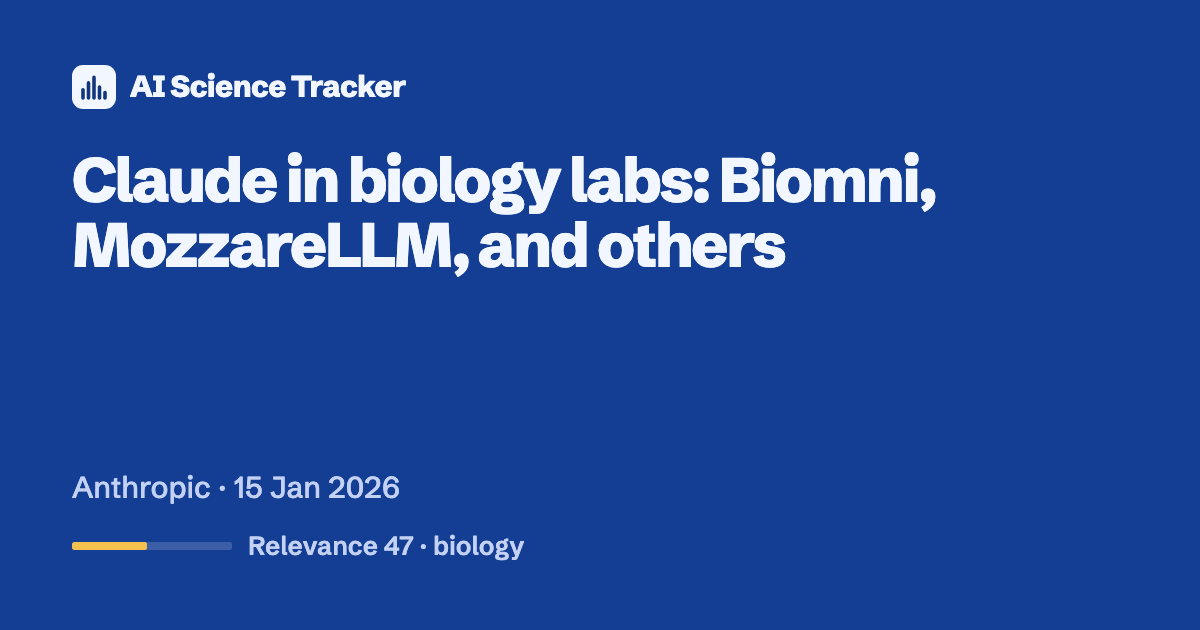 AI Science Tracker
Claude in biology labs: Biomni,
MozzareLLM, and others
Anthropic · 15 Jan 2026
Relevance 47 · biology